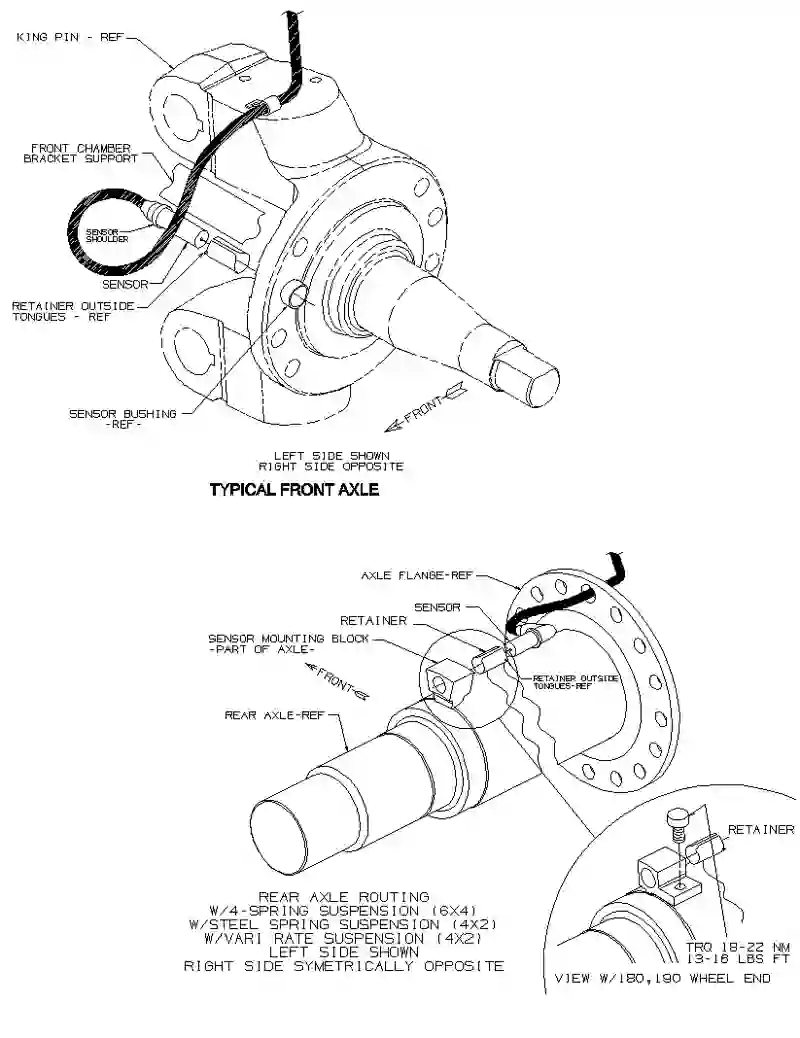 KING PIN - REF
FRONT CHAMBER
BRACKET SUPPORT
SENSOR
SHOULDER
SENSOR
RETAINER OUTSIDE
TONGUES - REF
SENSOR BUSHING
-REF-
FRONT
LEFT SIDE SHOWN
RIGHT SIDE OPPOSITE
TYPICAL FRONT AXLE
AXLE FLANGE-REF
SENSOR
RETAINER
SENSOR MOUNTING BLOCK
-PART OF AXLE-
FRONT
RETAINER OUTSIDE
TONGUES-REF
REAR AXLE-REF
RETAINER
REAR AXLE ROUTING
W/4-SPRING SUSPENSION (6X4)
W/STEEL SPRING SUSPENSION (4X2)
W/VARI RATE SUSPENSION (4X2)
LEFT SIDE SHOWN
RIGHT SIDE SYMETRICALLY OPPOSITE
TRQ 18-22 NM
13-16 LBS FT
VIEW W/180,190 WHEEL END